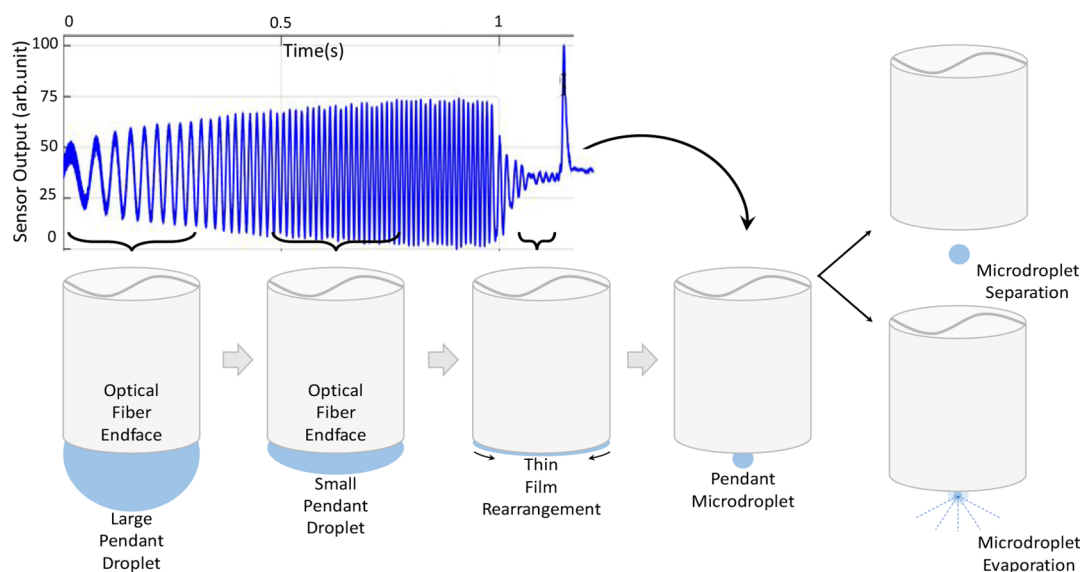 0
0.5
1
Time(s)
Sensor Output (arb.unit)
100
75
50
25
0
Optical
Fiber
Endface
Large
Pendant
Droplet
Optical
Fiber
Endface
Small
Pendant
Droplet
Thin
Film
Rearrangement
Pendant
Microdroplet
Microdroplet
Separation
Microdroplet
Evaporation